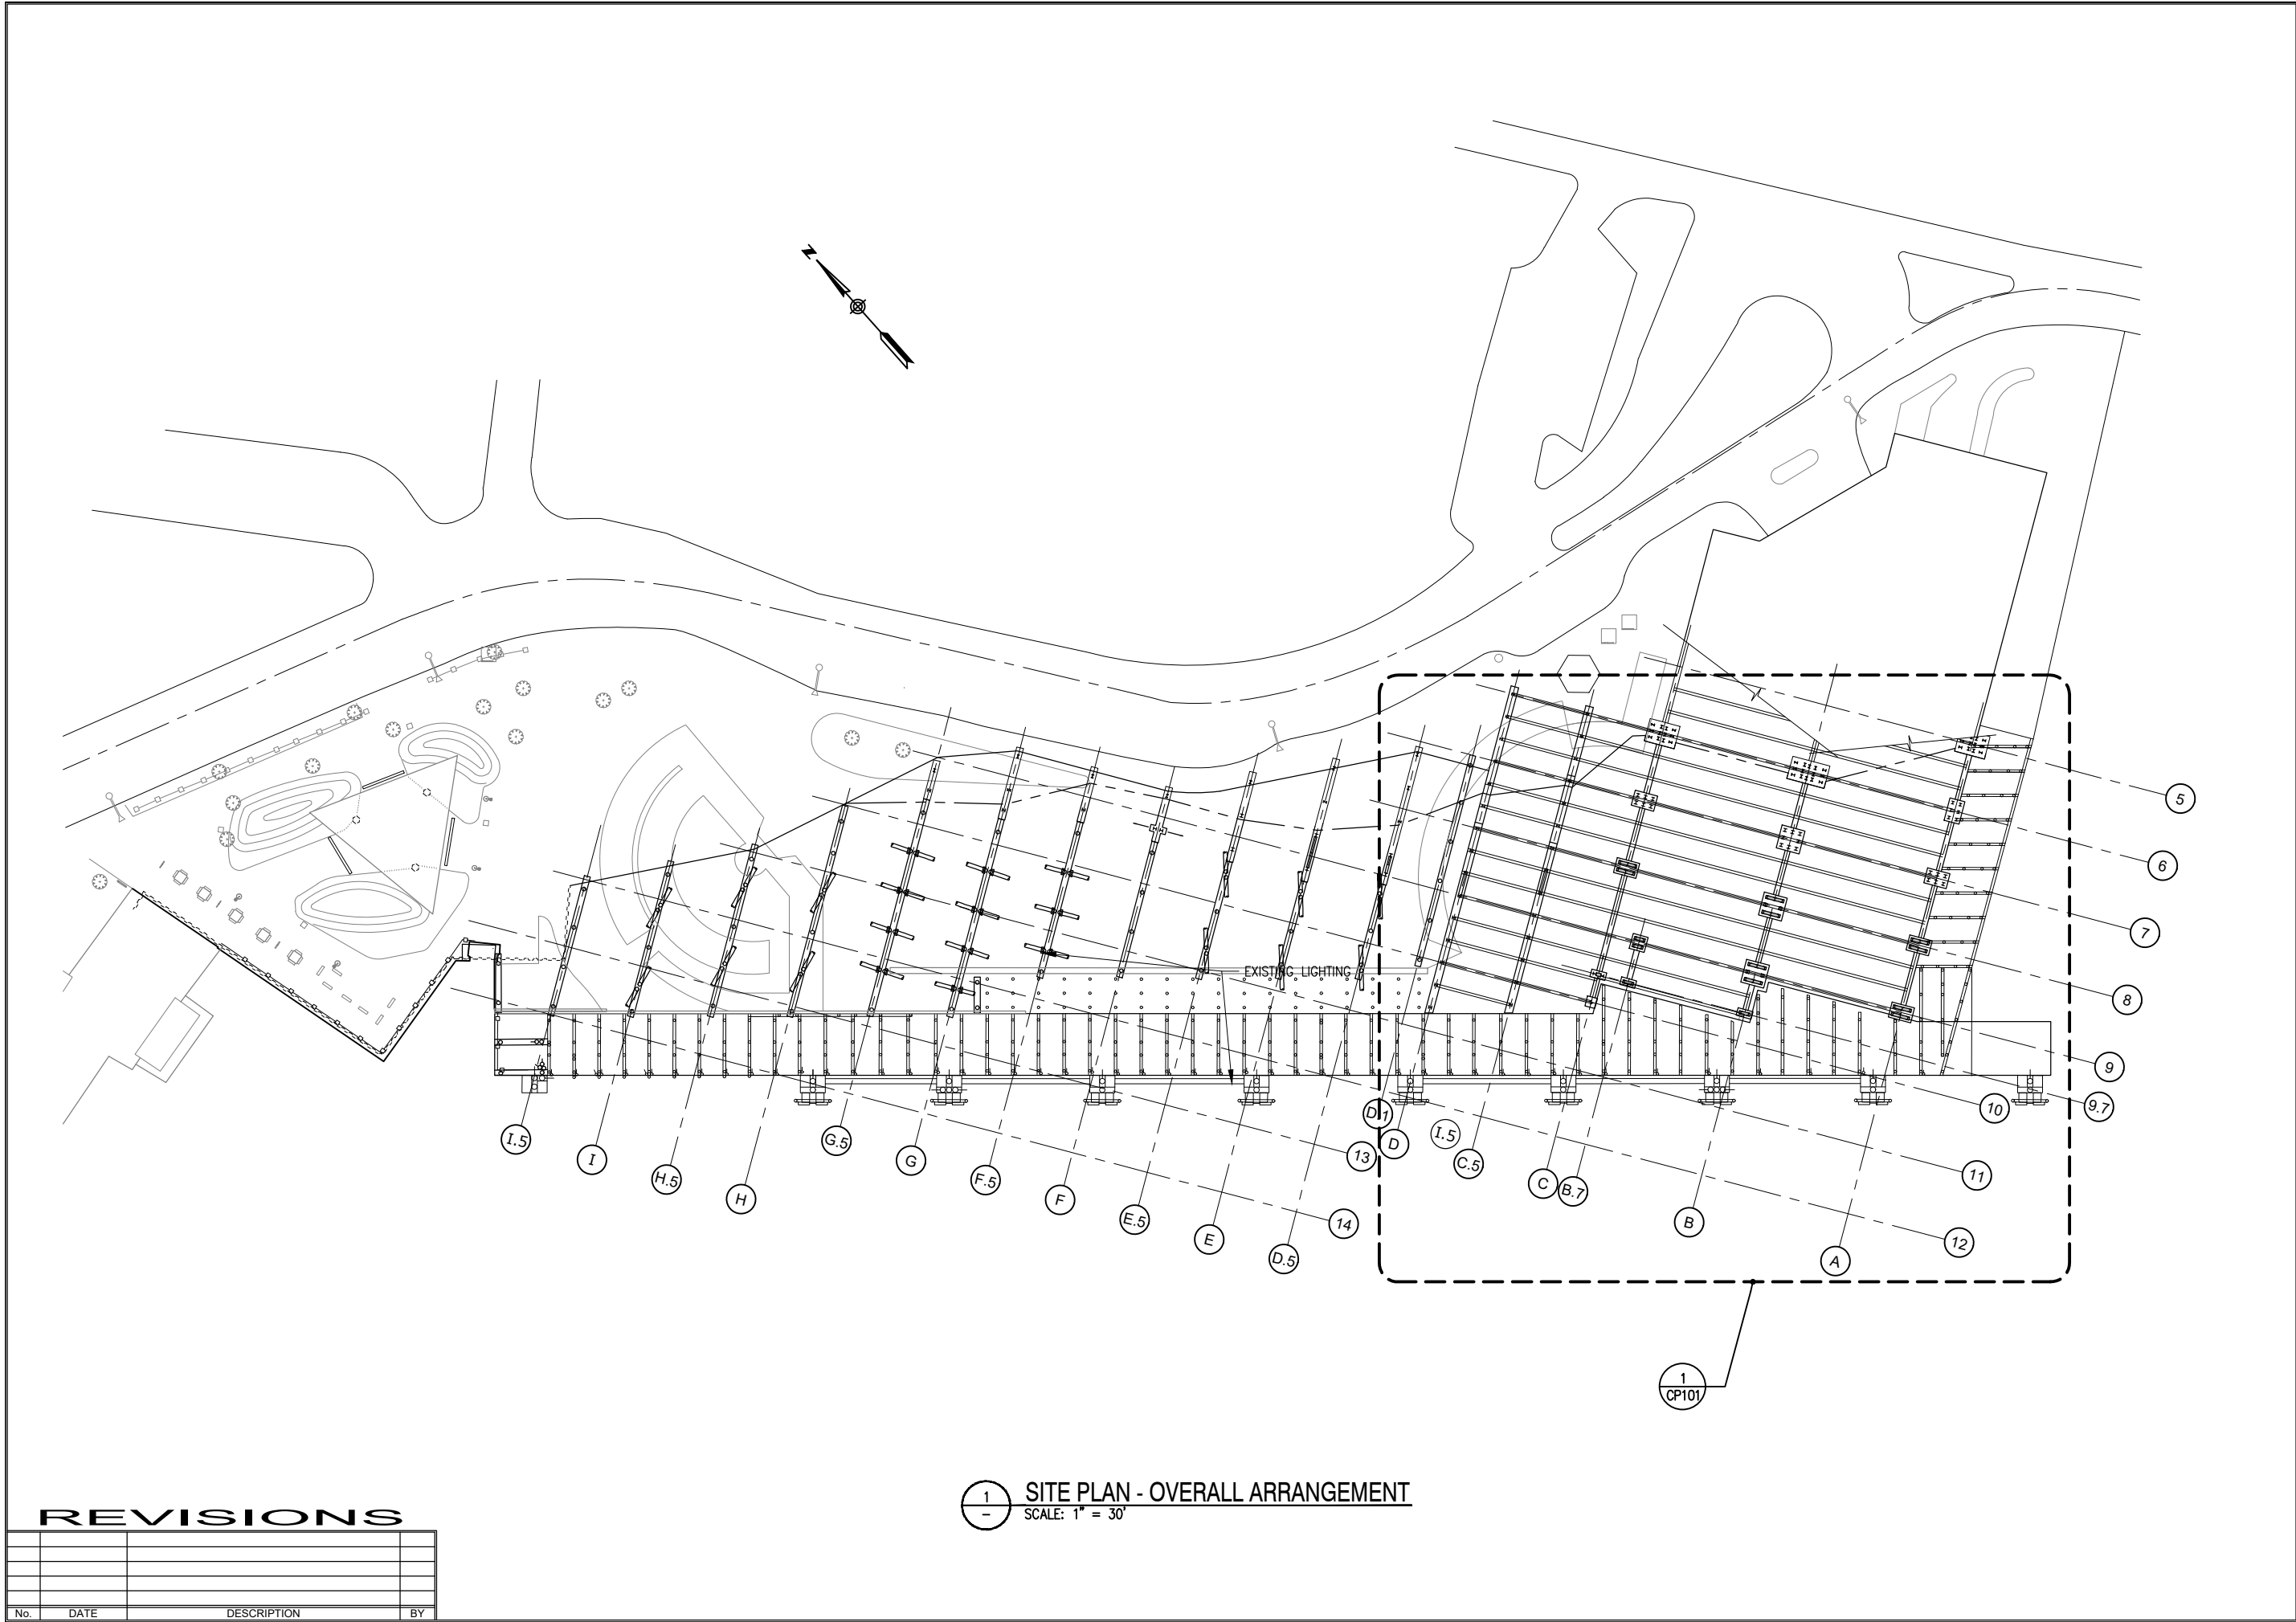 N
5
6
7
EXISTING LIGHTING
8
9
9.7
10
D.1
I.5
I.5
G.5
D
I
G
13
C.5
11
H.5
F.5
C
B.7
H
F
E.5
14
B
E
12
D.5
A
1
CP101
1
SITE PLAN - OVERALL ARRANGEMENT
-
SCALE: 1" = 30'
REVISIONS
No. DATE DESCRIPTION BY